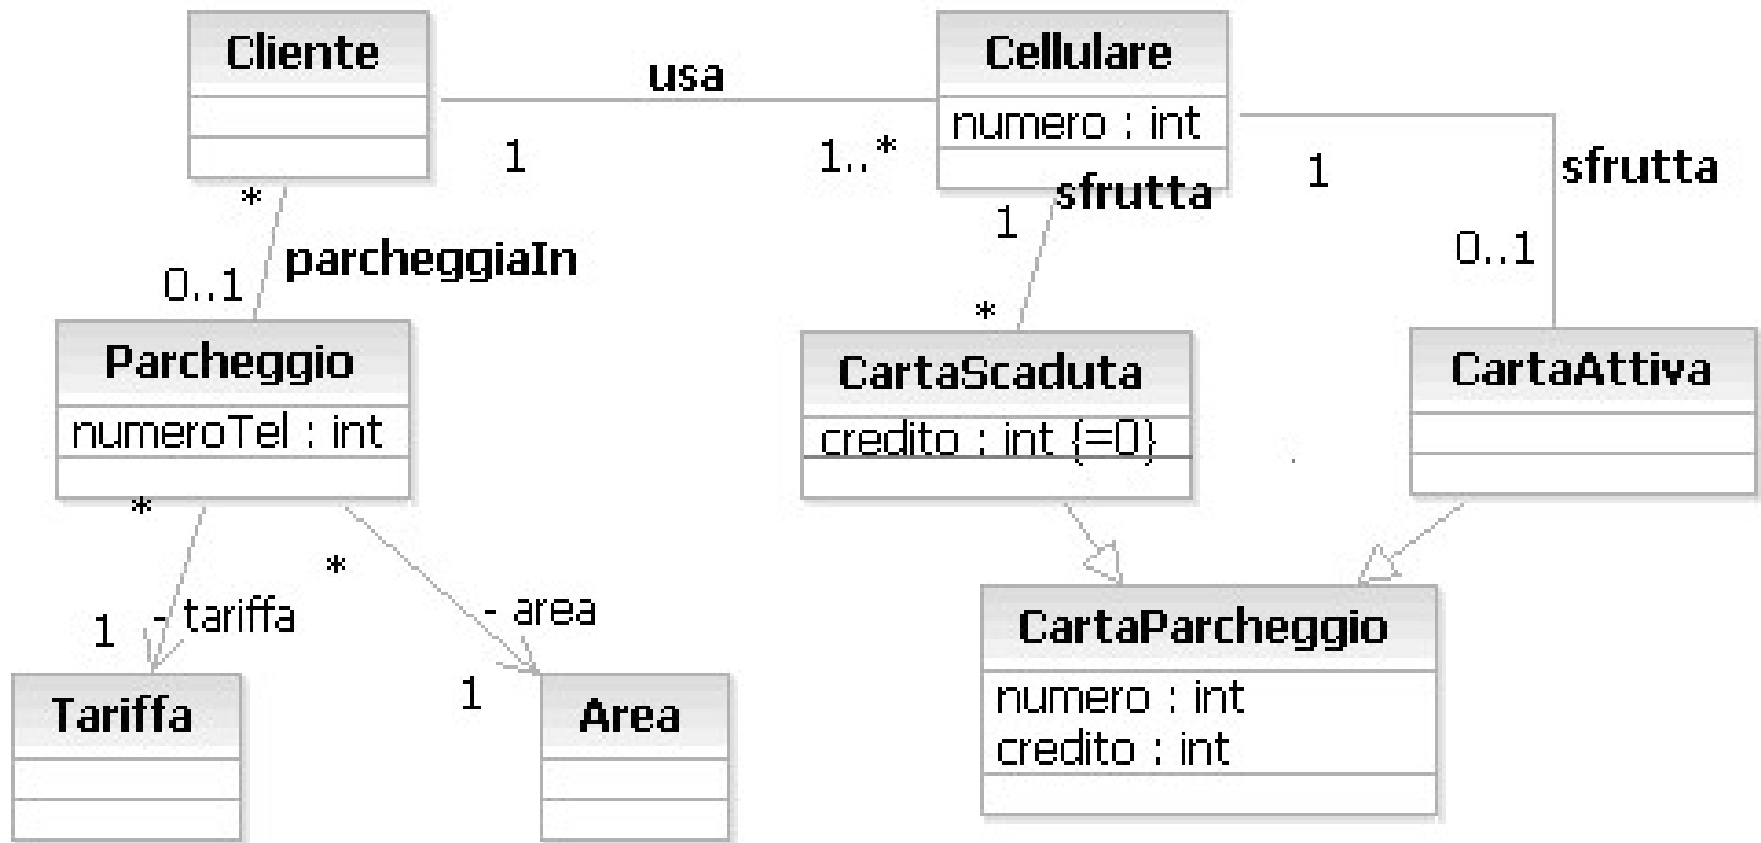 Cliente
usa
Cellulare
numero : int
1
1..*
1
sfrutta
*
sfrutta
1
0..1
parcheggiaIn
0..1
*
Parcheggio
numeroTel : int
CartaScaduta
credito : int {=0}
CartaAttiva
*
*
- tariffa
- area
1
1
CartaParcheggio
numero : int
credito : int
Tariffa
Area